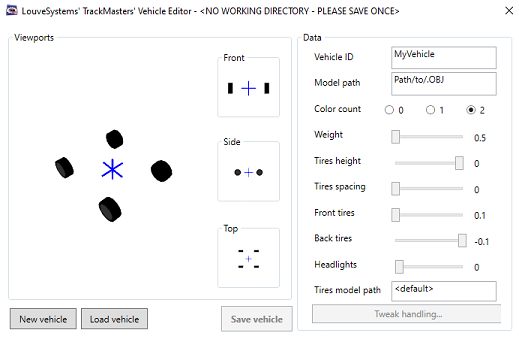 LouveSystems' TrackMasters' Vehicle Editor - <NO WORKING DIRECTORY - PLEASE SAVE ONCE>
Viewports
Front
Side
Top
New vehicle
Load vehicle
Save vehicle
Data
Vehicle ID MyVehicle
Model path Path/to/.OBJ
Color count 0 1 2
Weight 0.5
Tires height 0
Tires spacing 0
Front tires 0.1
Back tires -0.1
Headlights 0
Tires model path <default>
Tweak handling...